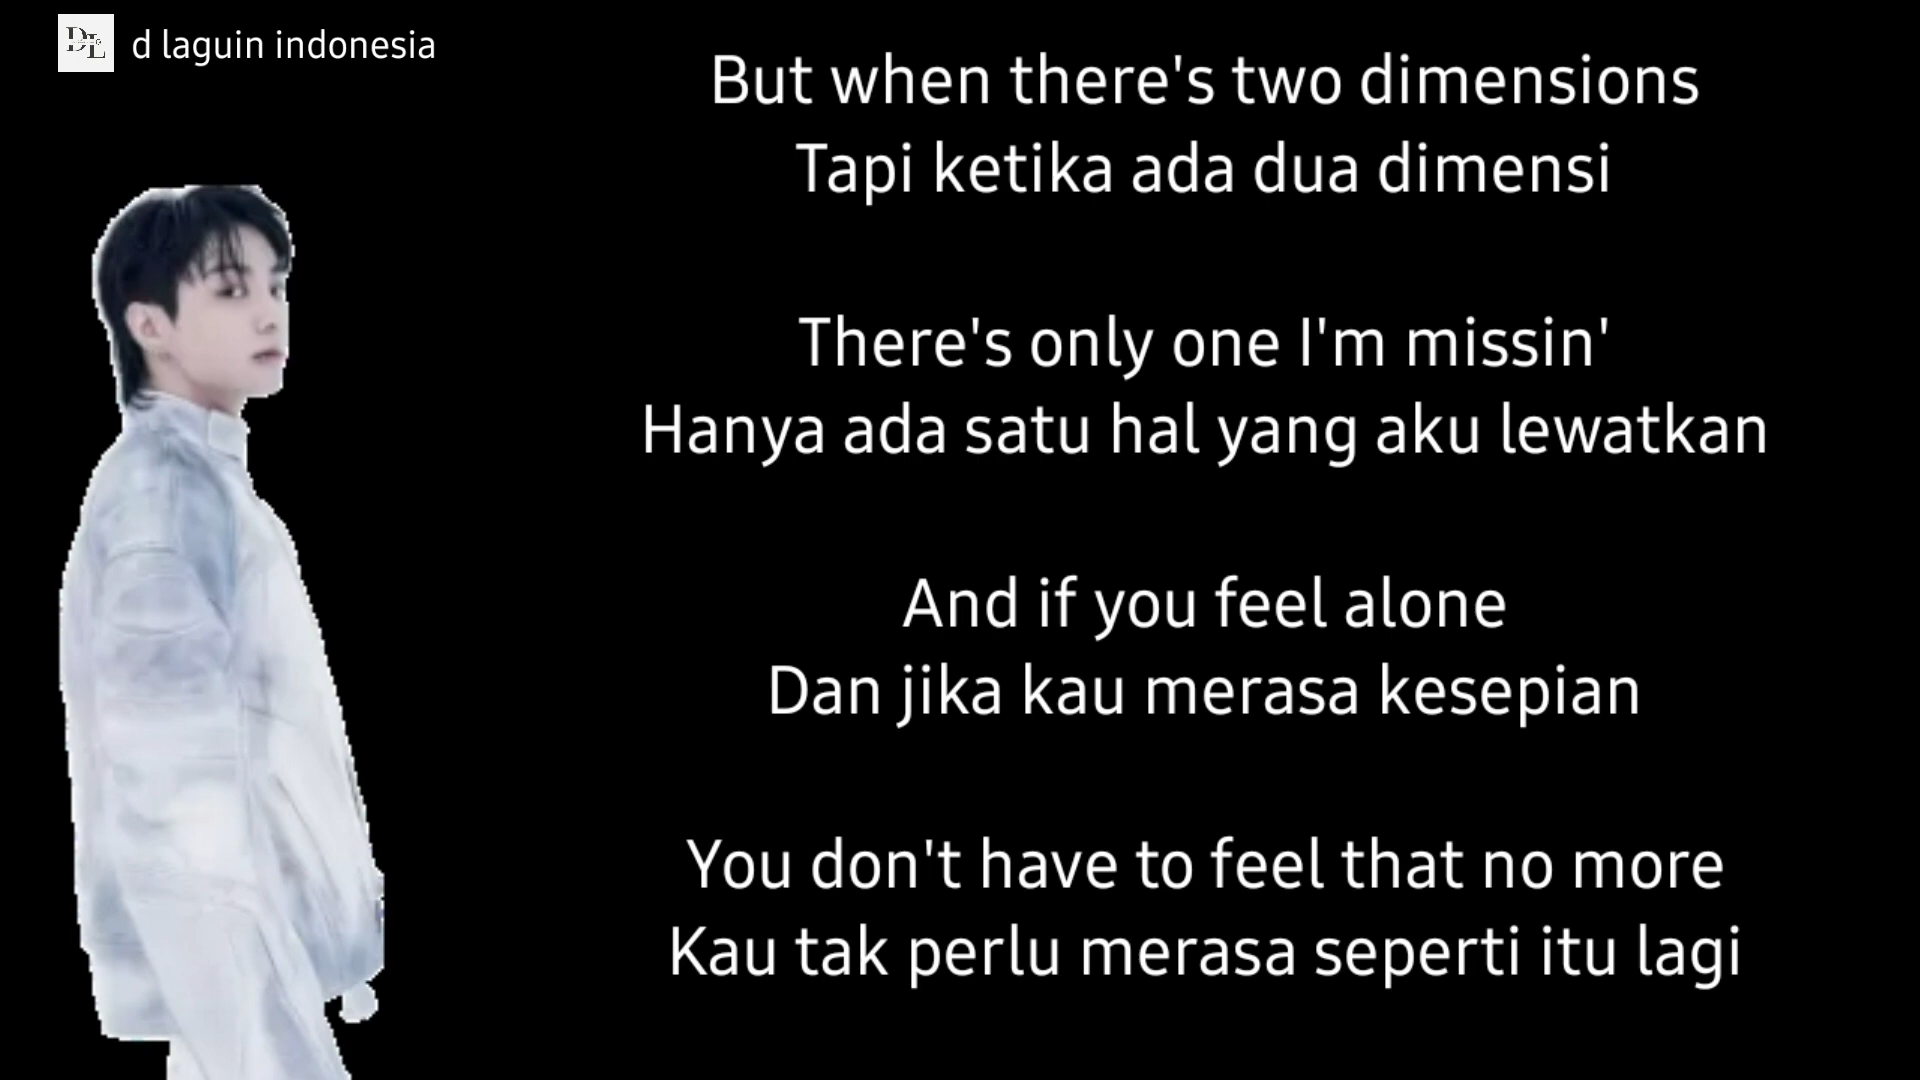 DL
d laguin indonesia
But when there's two dimensions
Tapi ketika ada dua dimensi
There's only one I'm missin'
Hanya ada satu hal yang aku lewatkan
And if you feel alone
Dan jika kau merasa kesepian
You don't have to feel that no more
Kau tak perlu merasa seperti itu lagi